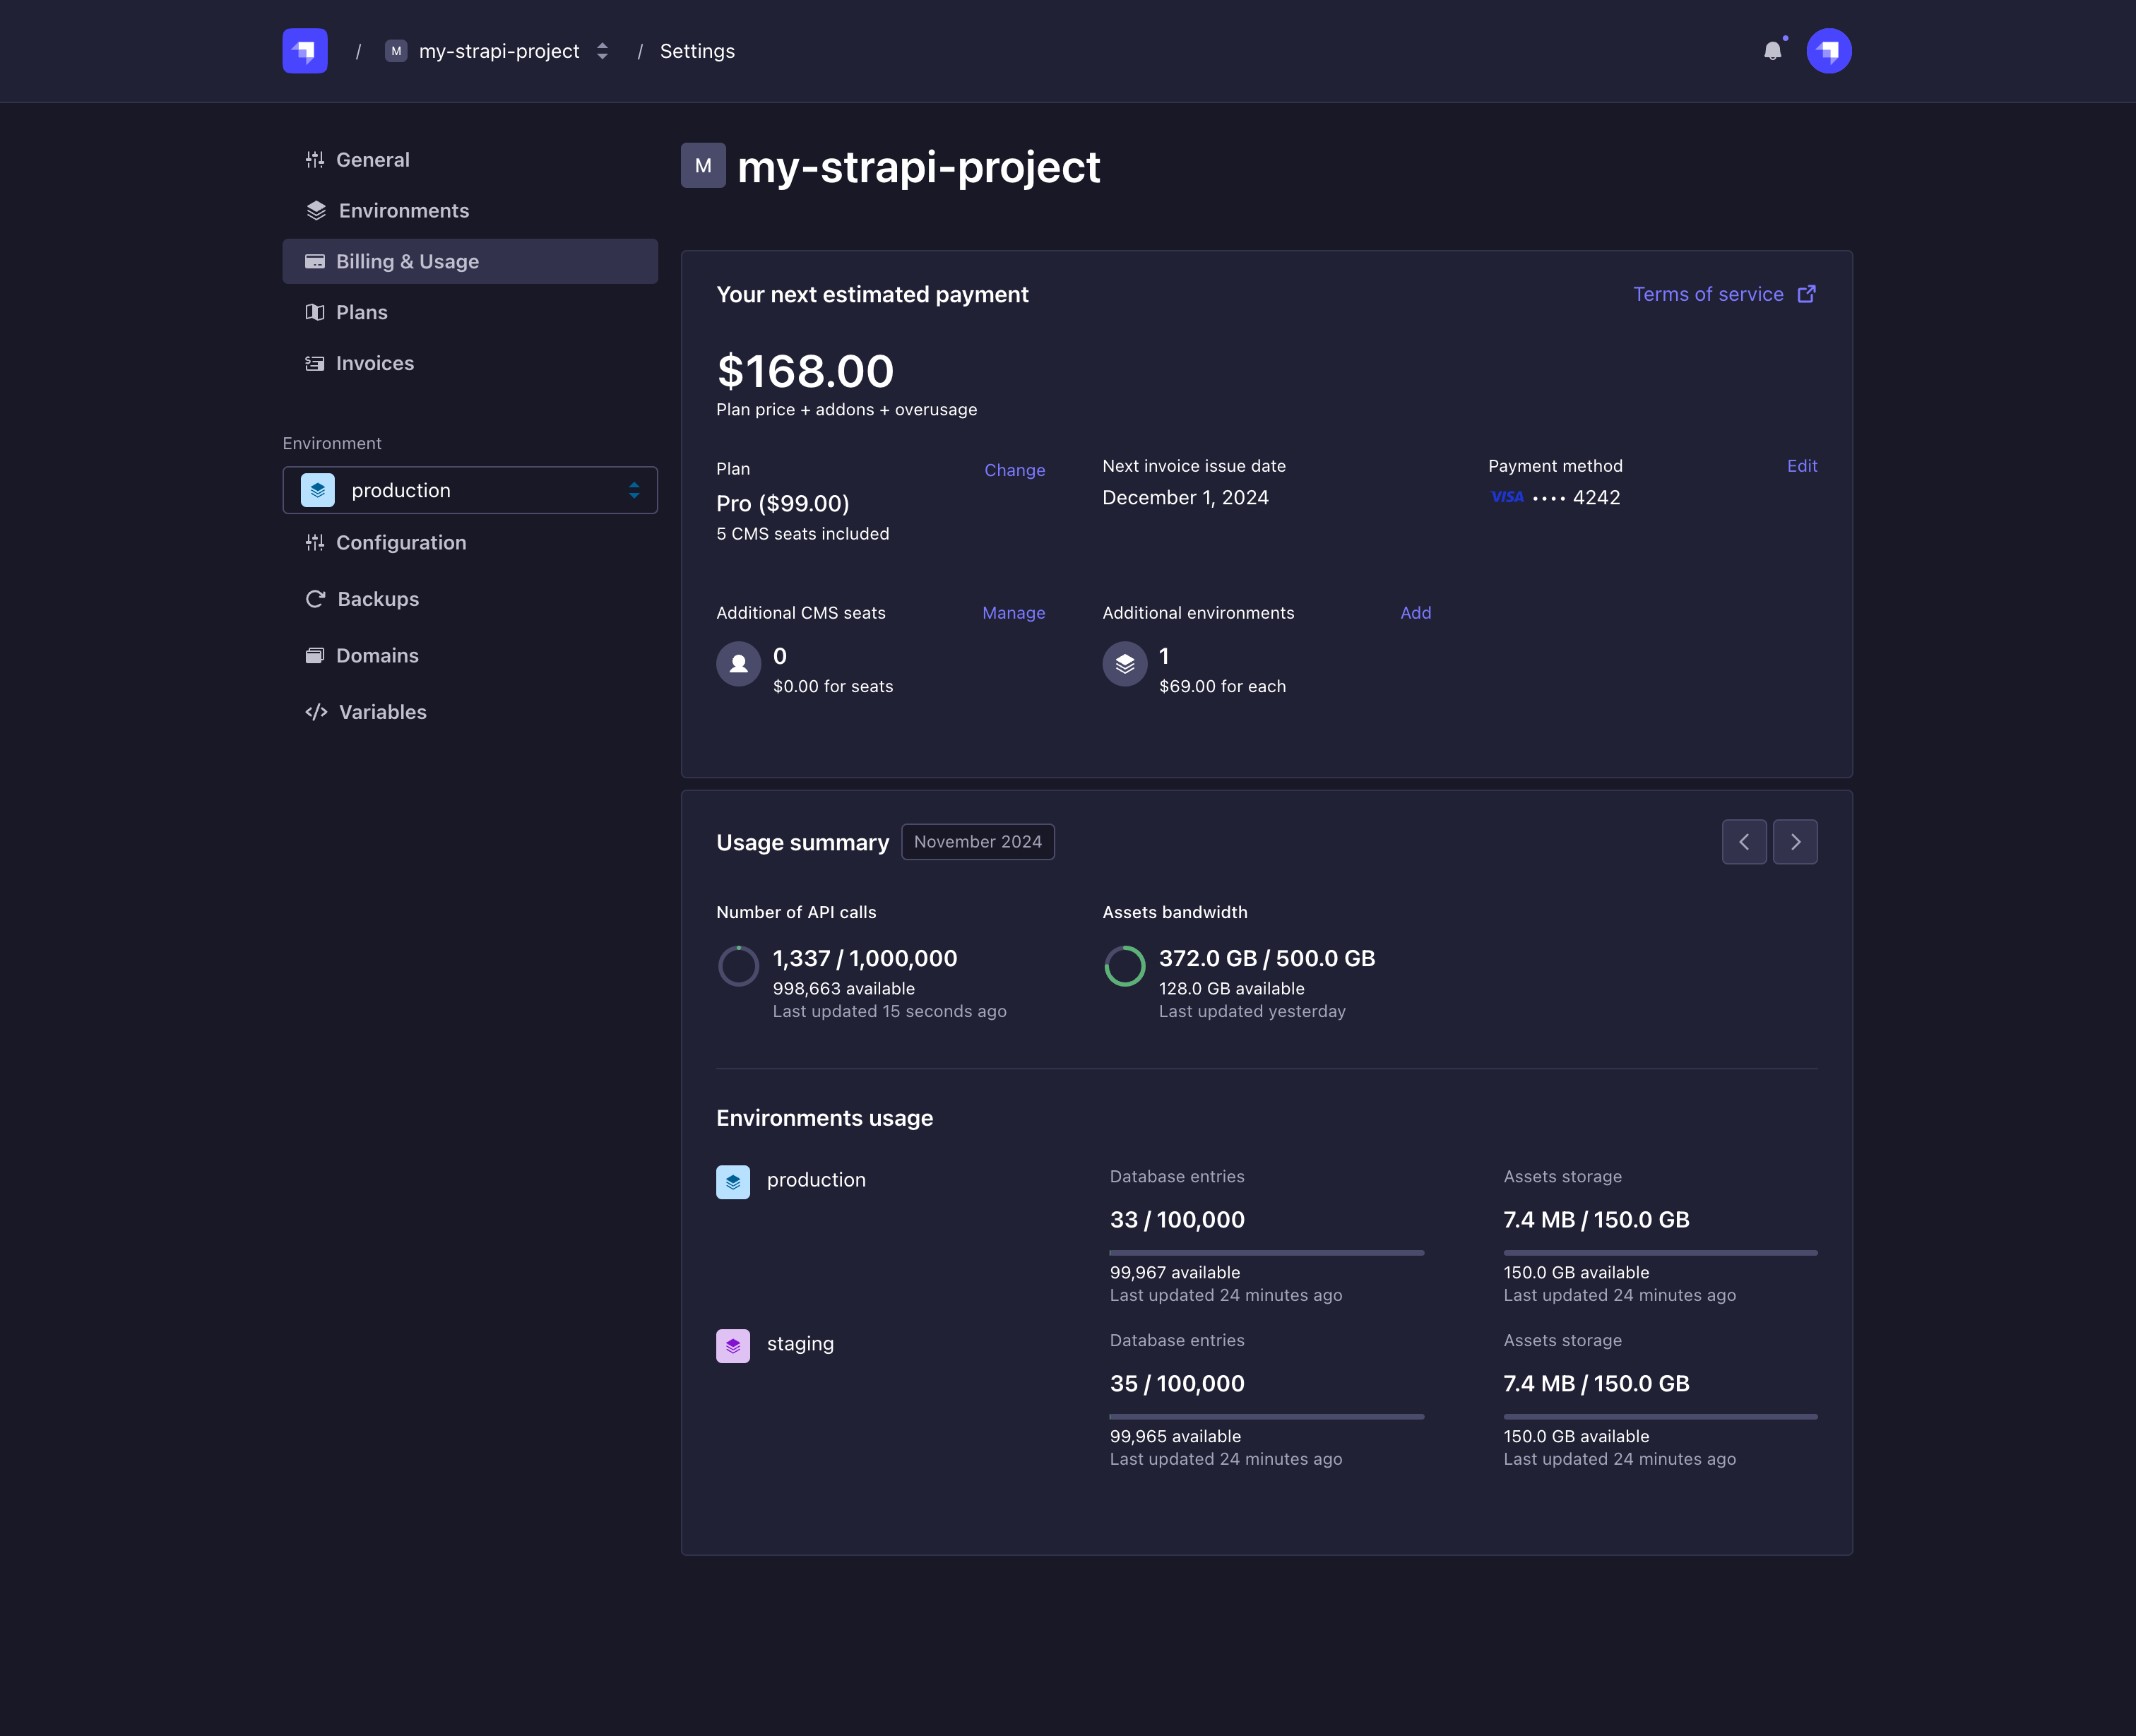 / M my-strapi-project / Settings
General
Environments
Billing & Usage
Plans
Invoices
Environment
production
Configuration
Backups
Domains
Variables
M my-strapi-project
Your next estimated payment
Terms of service
$168.00
Plan price + addons + overusage
Plan
Change
Pro ($99.00)
5 CMS seats included
Next invoice issue date
December 1, 2024
Payment method
Edit
VISA •••• 4242
Additional CMS seats
Manage
0
$0.00 for seats
Additional environments
Add
1
$69.00 for each
Usage summary
November 2024
Number of API calls
1,337 / 1,000,000
998,663 available
Last updated 15 seconds ago
Assets bandwidth
372.0 GB / 500.0 GB
128.0 GB available
Last updated yesterday
Environments usage
production
Database entries
33 / 100,000
99,967 available
Last updated 24 minutes ago
Assets storage
7.4 MB / 150.0 GB
150.0 GB available
Last updated 24 minutes ago
staging
Database entries
35 / 100,000
99,965 available
Last updated 24 minutes ago
Assets storage
7.4 MB / 150.0 GB
150.0 GB available
Last updated 24 minutes ago